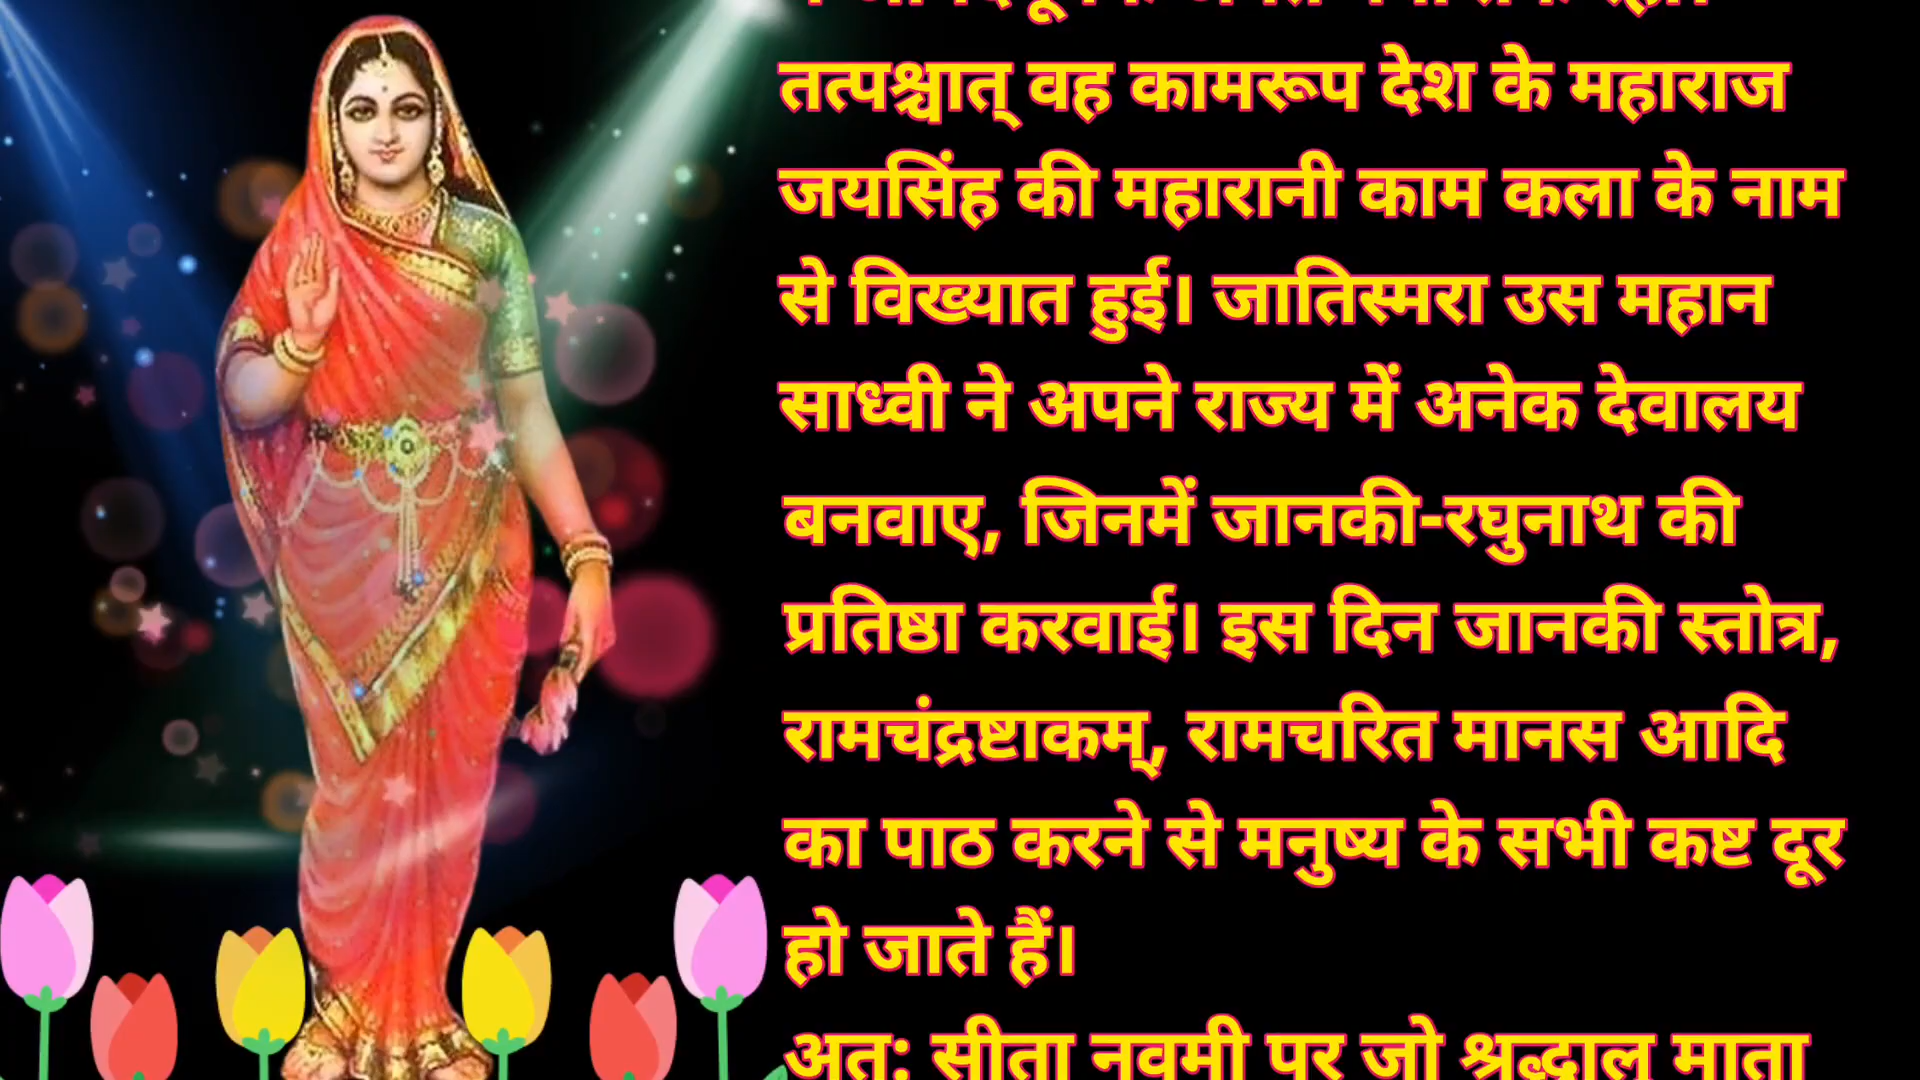 तत्पश्चात् वह कामरूप देश के महाराज
जयसिंह की महारानी काम कला के नाम
से विख्यात हुई। जातिस्मरा उस महान
साध्वी ने अपने राज्य में अनेक देवालय
बनवाए, जिनमें जानकी-रघुनाथ की
प्रतिष्ठा करवाई। इस दिन जानकी स्तोत्र,
रामचंद्रष्टाकम्, रामचरित मानस आदि
का पाठ करने से मनुष्य के सभी कष्ट दूर
हो जाते हैं।
अत: सीता नवमी पर जो श्रद्धालु माता